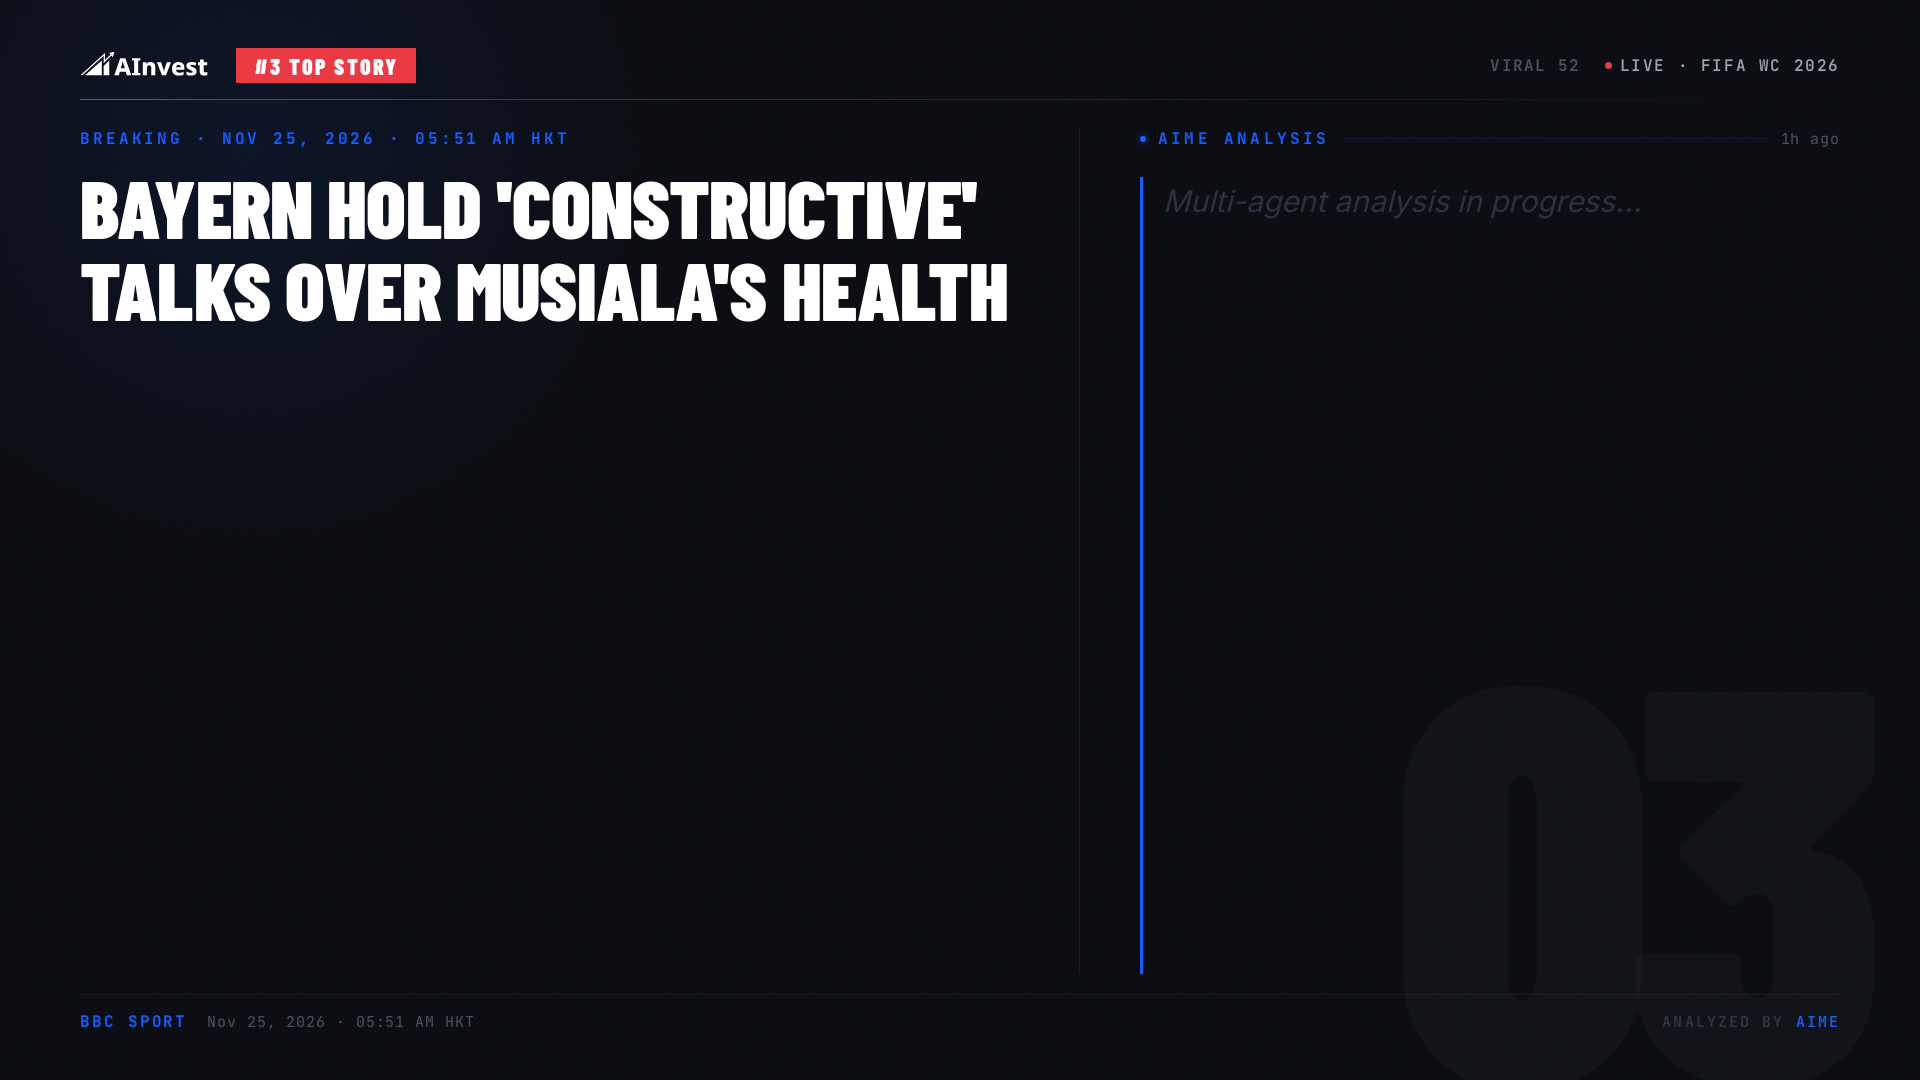 AInvest
#3 TOP STORY
VIRAL 52
LIVE · FIFA WC 2026
BREAKING · NOV 25, 2026 · 05:51 AM HKT
BAYERN HOLD 'CONSTRUCTIVE'
TALKS OVER MUSIALA'S HEALTH
AIME ANALYSIS
1h ago
Multi-agent analysis in progress...
03
BBC SPORT
Nov 25, 2026 · 05:51 AM HKT
ANALYZED BY AIME